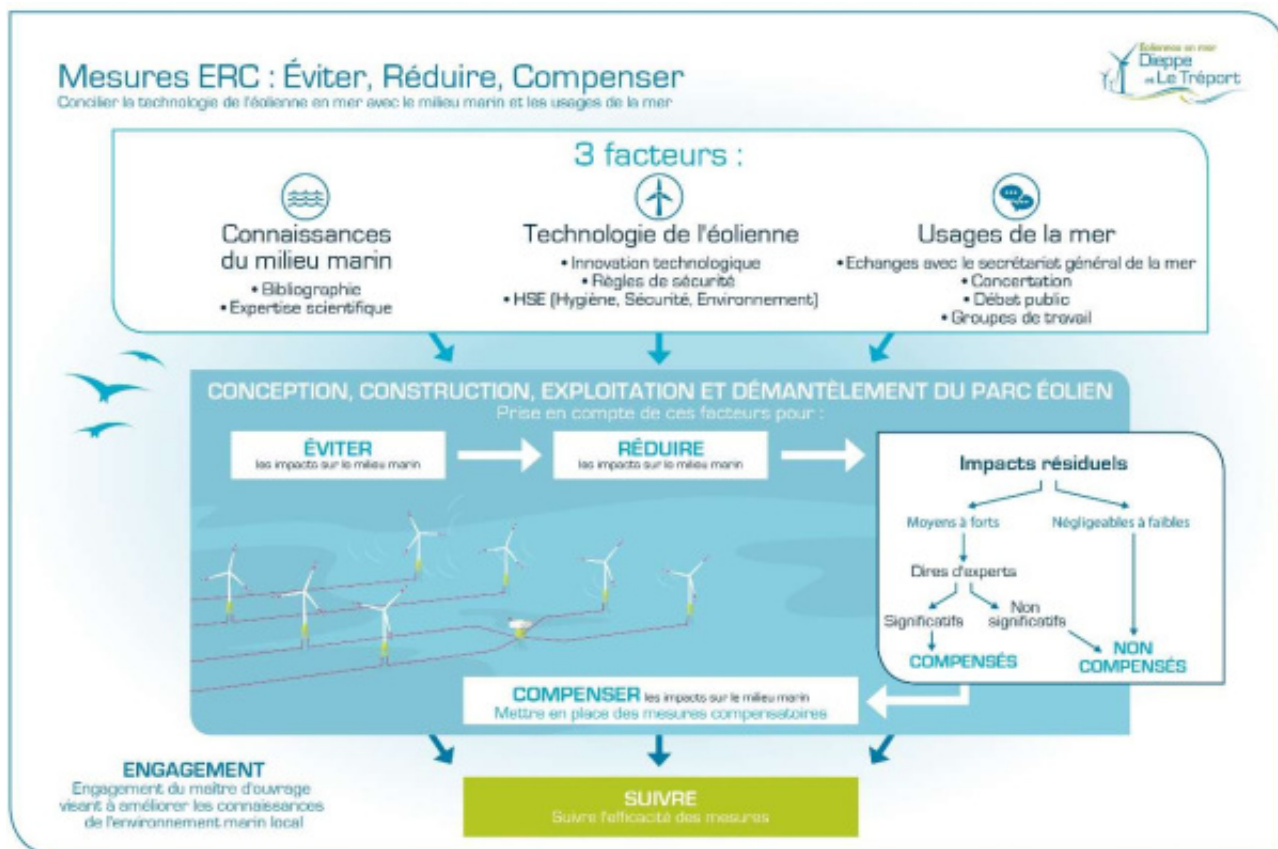 Mesures ERC : Éviter, Réduire, Compenser
Concilier la technologie de l'éolienne en mer avec le milieu marin et les usages de la mer
Éoliennes en mer
Dieppe
et Le Tréport
3 facteurs :
Connaissances
du milieu marin
• Bibliographie
• Expertise scientifique
Technologie de l'éolienne
• Innovation technologique
• Règles de sécurité
• HSE (Hygiène, Sécurité, Environnement)
Usages de la mer
• Echanges avec le secrétariat général de la mer
• Concertation
• Débat public
• Groupes de travail
CONCEPTION, CONSTRUCTION, EXPLOITATION ET DÉMANTÈLEMENT DU PARC ÉOLIEN
Prise en compte de ces facteurs pour :
ÉVITER
les impacts sur le milieu marin
RÉDUIRE
les impacts sur le milieu marin
Impacts résiduels
Moyens à forts
Négligeables à faibles
Dires d'experts
Significatifs
Non
significatifs
COMPENSÉS
NON
COMPENSÉS
COMPENSER les impacts sur le milieu marin
Mettre en place des mesures compensatoires
ENGAGEMENT
Engagement du maître d'ouvrage
visant à améliorer les connaissances
de l'environnement marin local
SUIVRE
Suivre l'efficacité des mesures